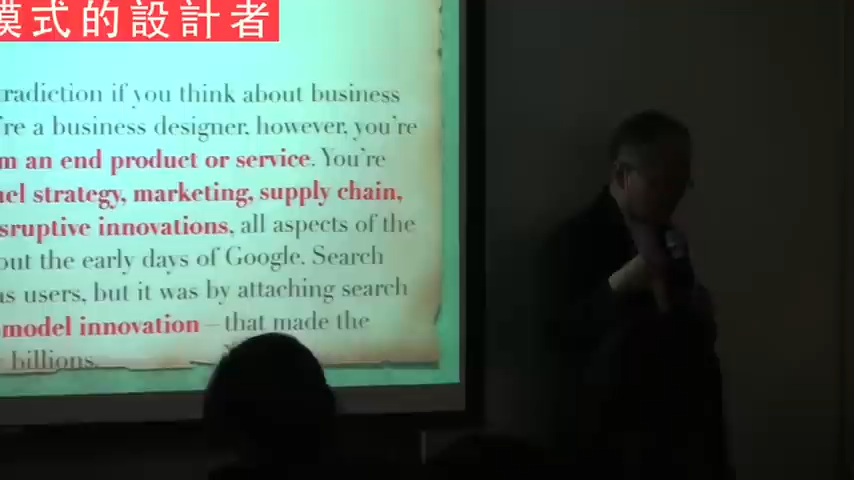 模式的設計者
radiction if you think about business
're a business designer, however, you're
m an end product or service. You're
nel strategy, marketing, supply chain,
sruptive innovations, all aspects of the
out the early days of Google. Search
as users, but it was by attaching search
model innovation – that made the
billions.